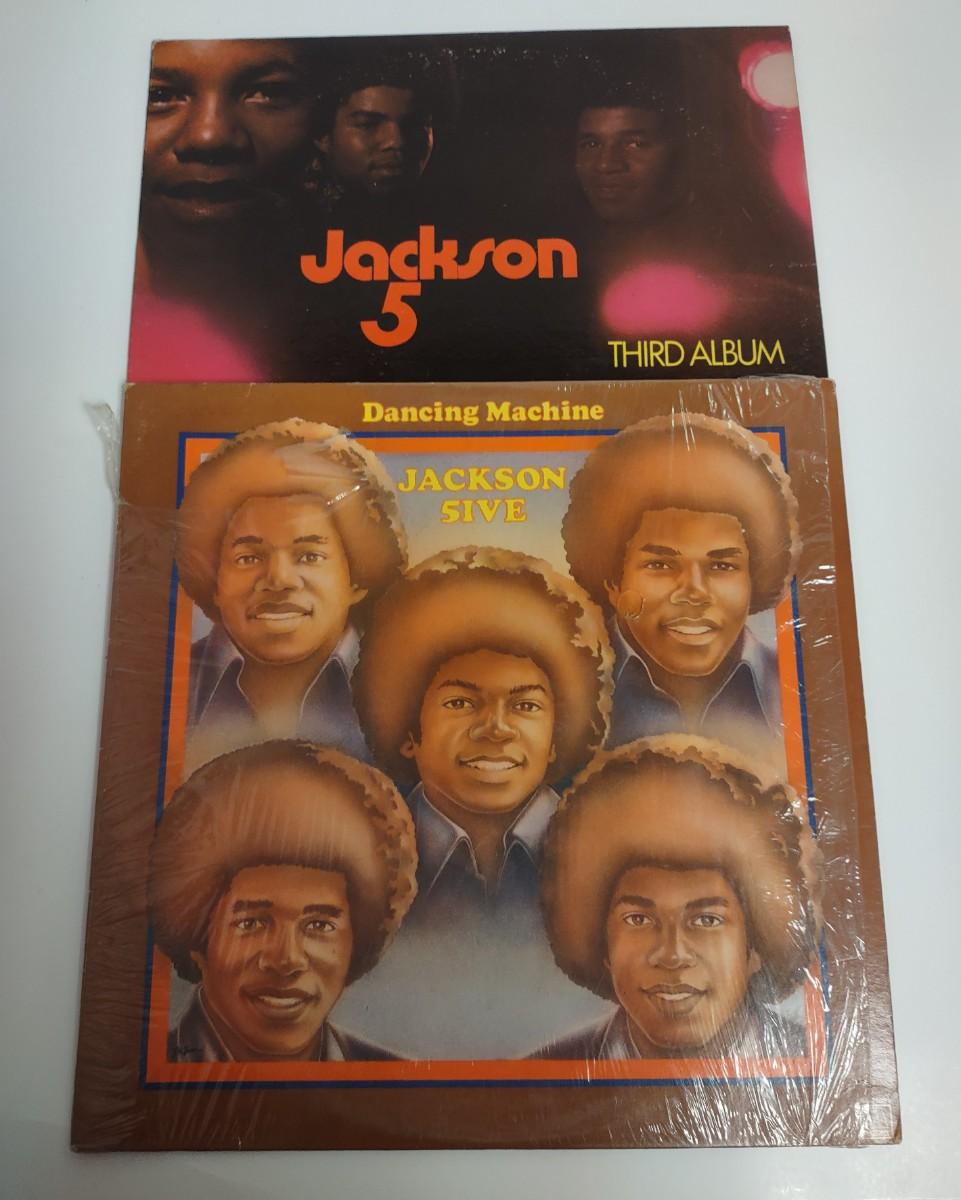 Jackson
5
THIRD ALBUM
Dancing Machine
JACKSON
5IVE